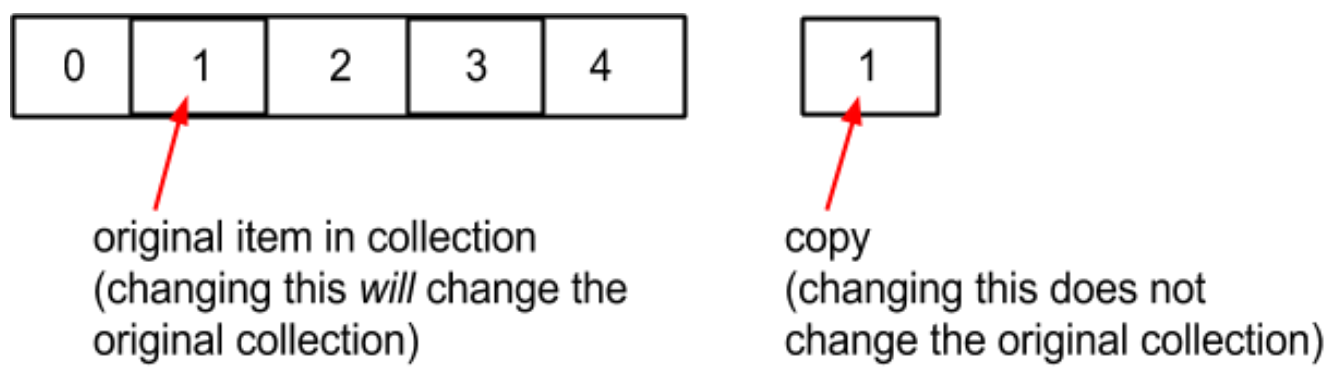 0 1 2 3 4 1
original item in collection
(changing this will change the
original collection)
copy
(changing this does not
change the original collection)